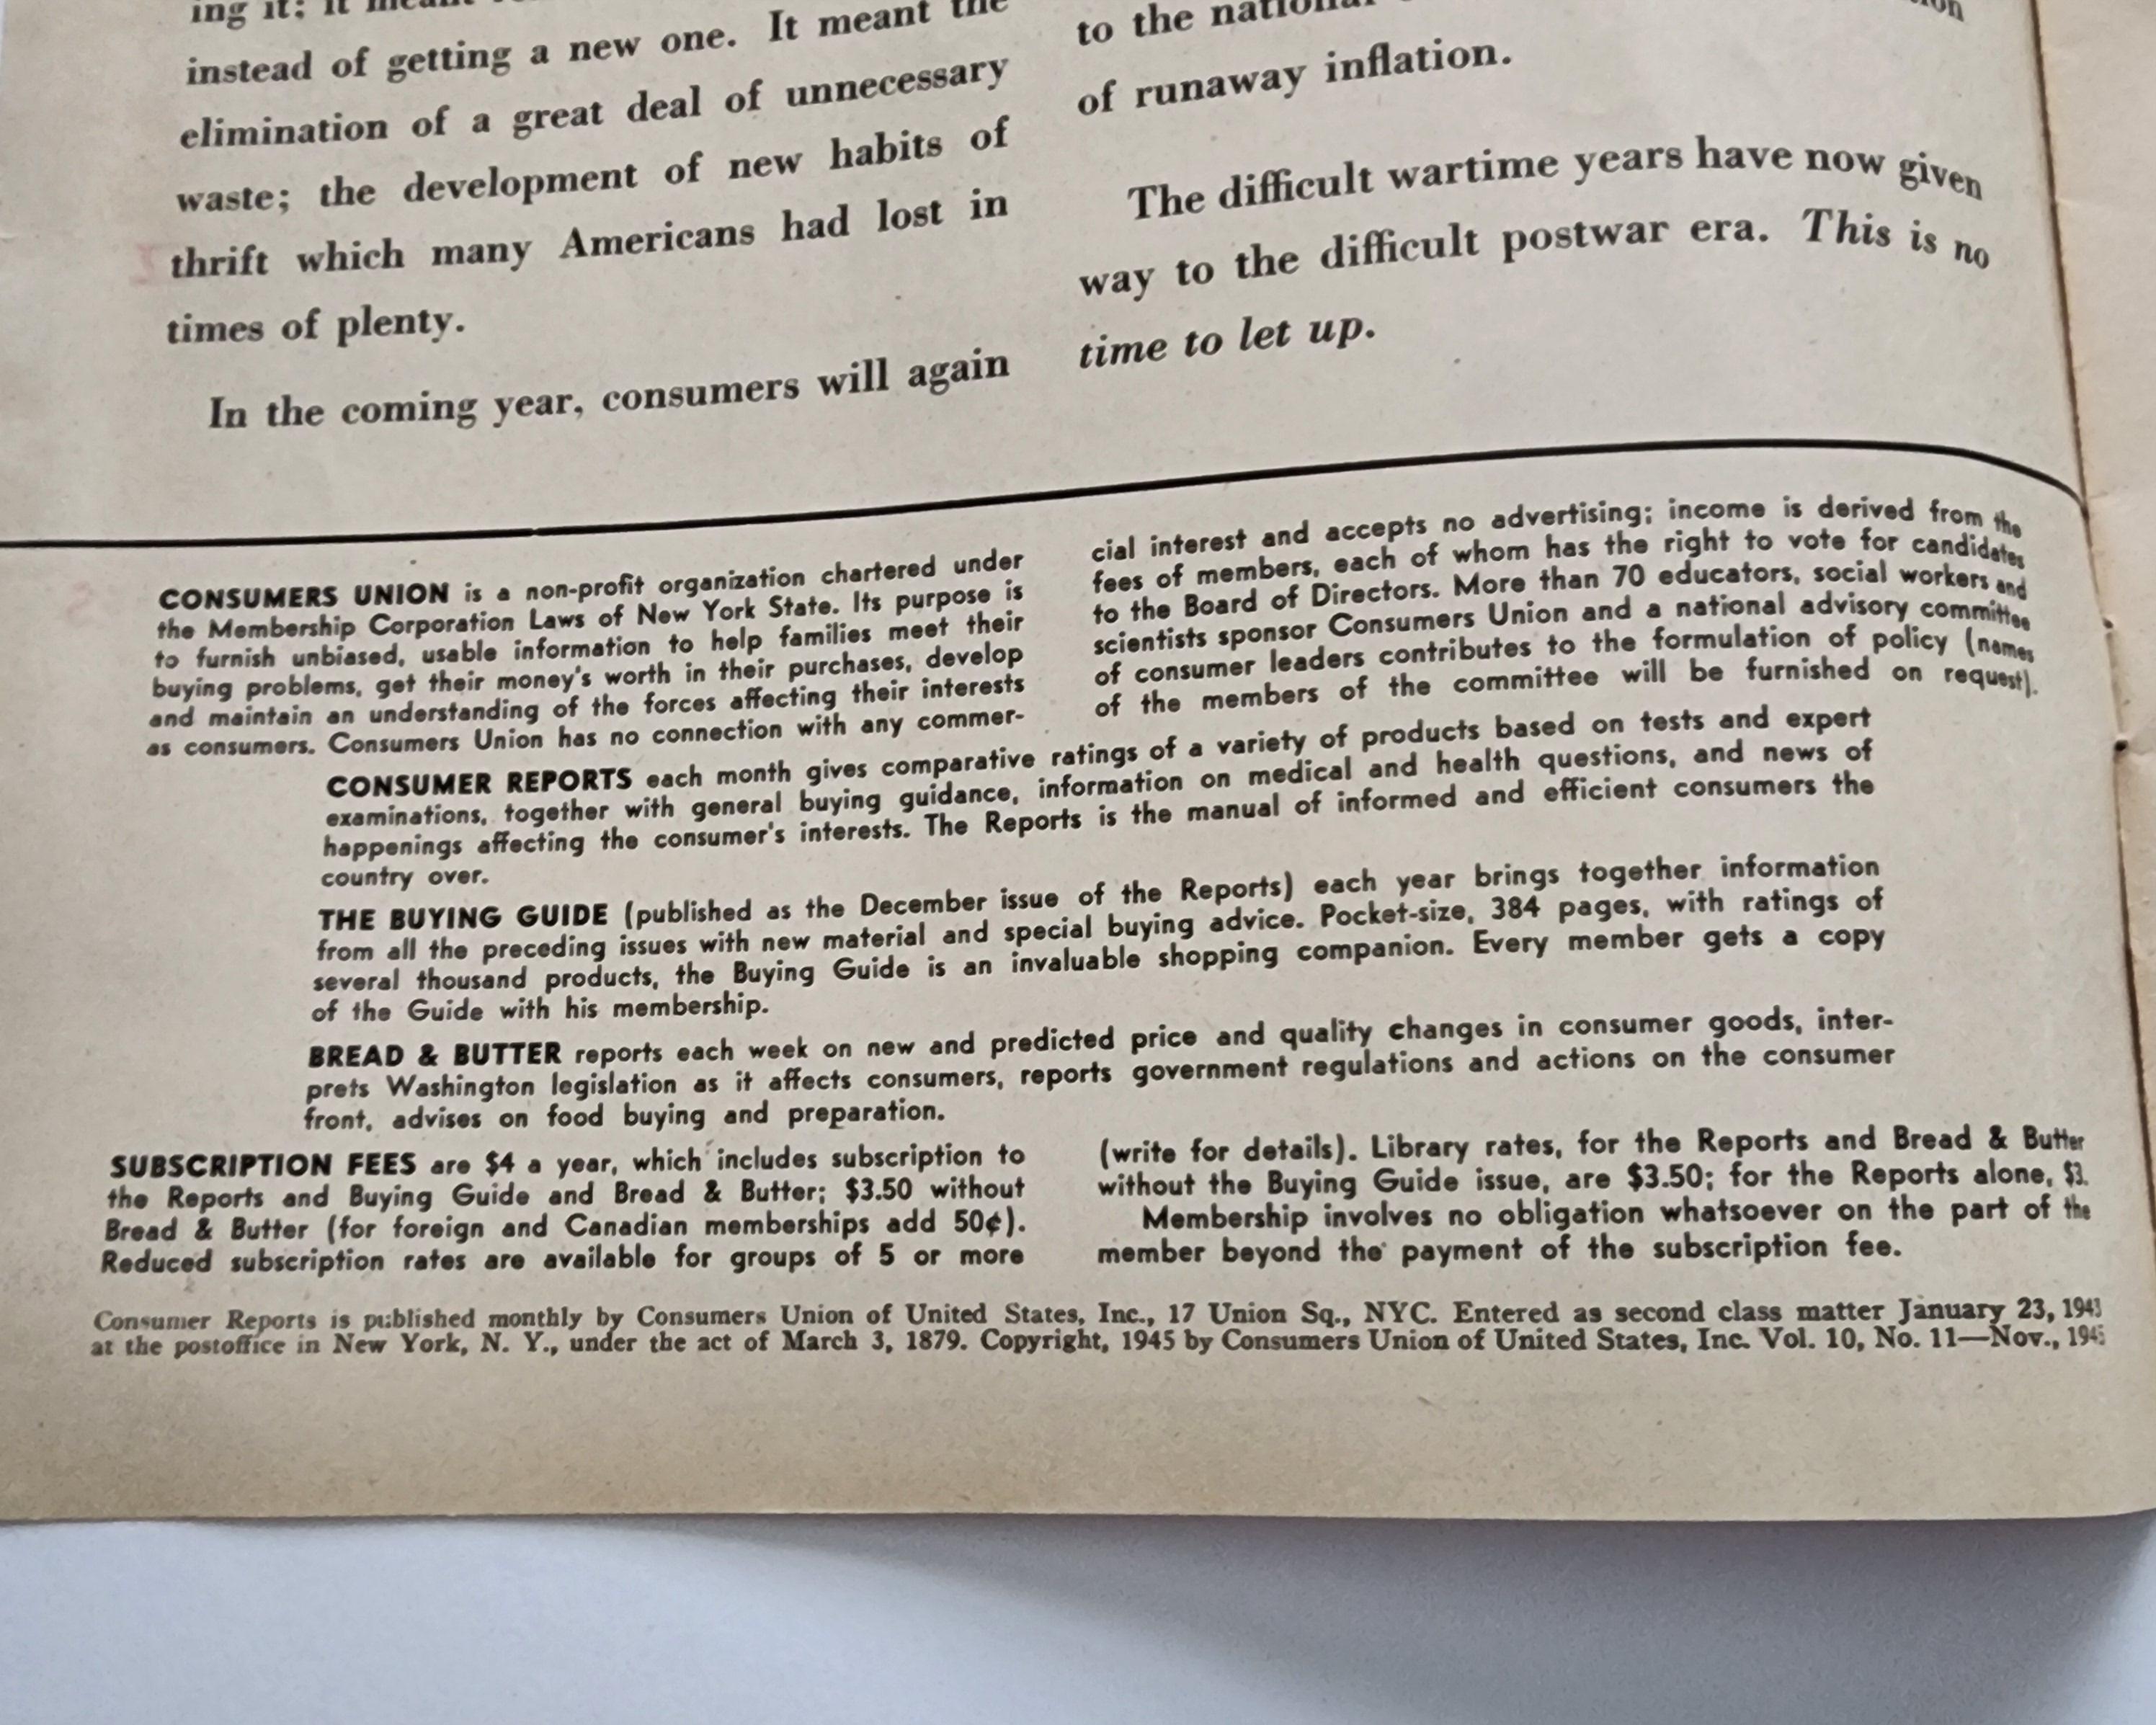 ing it;
instead of getting a new one. It meant the
elimination of a great deal of unnecessary
waste; the development of new habits of
thrift which many Americans had lost in
times of plenty.
In the coming year, consumers will again
to the national
of runaway inflation.
The difficult wartime years have now given
way to the difficult postwar era. This is no
time to let up.
CONSUMERS UNION is a non-profit organization chartered under
the Membership Corporation Laws of New York State. Its purpose is
to furnish unbiased, usable information to help families meet their
buying problems, get their money's worth in their purchases, develop
and maintain an understanding of the forces affecting their interests
as consumers. Consumers Union has no connection with any commer-
cial interest and accepts no advertising; income is derived from the
fees of members, each of whom has the right to vote for candidates
to the Board of Directors. More than 70 educators, social workers and
scientists sponsor Consumers Union and a national advisory committee
of consumer leaders contributes to the formulation of policy (names
of the members of the committee will be furnished on request).
CONSUMER REPORTS each month gives comparative ratings of a variety of products based on tests and expert
examinations, together with general buying guidance, information on medical and health questions, and news of
happenings affecting the consumer's interests. The Reports is the manual of informed and efficient consumers the
country over.
THE BUYING GUIDE (published as the December issue of the Reports) each year brings together information
from all the preceding issues with new material and special buying advice. Pocket-size, 384 pages, with ratings of
several thousand products, the Buying Guide is an invaluable shopping companion. Every member gets a copy
of the Guide with his membership.
BREAD & BUTTER reports each week on new and predicted price and quality changes in consumer goods, inter-
prets Washington legislation as it affects consumers, reports government regulations and actions on the consumer
front, advises on food buying and preparation.
SUBSCRIPTION FEES are $4 a year, which includes subscription to
the Reports and Buying Guide and Bread & Butter; $3.50 without
Bread & Butter (for foreign and Canadian memberships add 50¢).
Reduced subscription rates are available for groups of 5 or more
(write for details). Library rates, for the Reports and Bread & Butter
without the Buying Guide issue, are $3.50; for the Reports alone, $3.
Membership involves no obligation whatsoever on the part of the
member beyond the payment of the subscription fee.
Consumer Reports is published monthly by Consumers Union of United States, Inc., 17 Union Sq., NYC. Entered as second class matter January 23,
at the postoffice in New York, N. Y., under the act of March 3, 1879. Copyright, 1945 by Consumers Union of United States, Inc. Vol. 10, No. 11—Nov., 1945